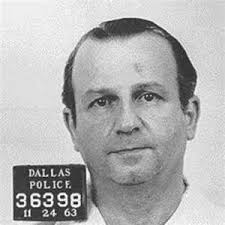 DALLAS
POLICE
36398
11 24 63